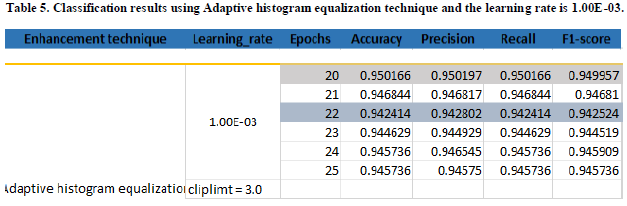 Table 5. Classification results using Adaptive histogram equalization technique and the learning rate is 1.00E-03.
Enhancement technique Learning_rate Epochs Accuracy Precision Recall F1-score
20 0.950166 0.950197 0.950166 0.949957
21 0.946844 0.946817 0.946844 0.94681
1.00E-03 22 0.942414 0.942802 0.942414 0.942524
23 0.944629 0.944929 0.944629 0.944519
24 0.945736 0.946545 0.945736 0.945909
25 0.945736 0.94575 0.945736 0.945736
Adaptive histogram equalizatio cliplimt = 3.0